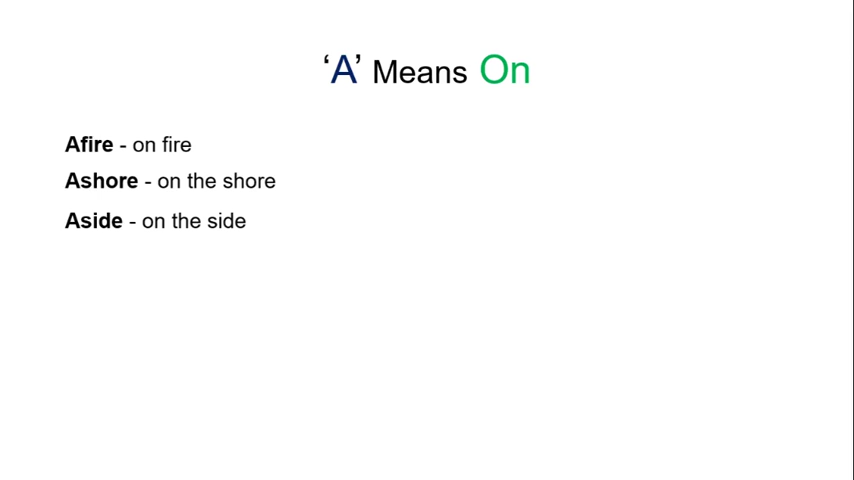 ‘A’ Means On
Afire - on fire
Ashore - on the shore
Aside - on the side